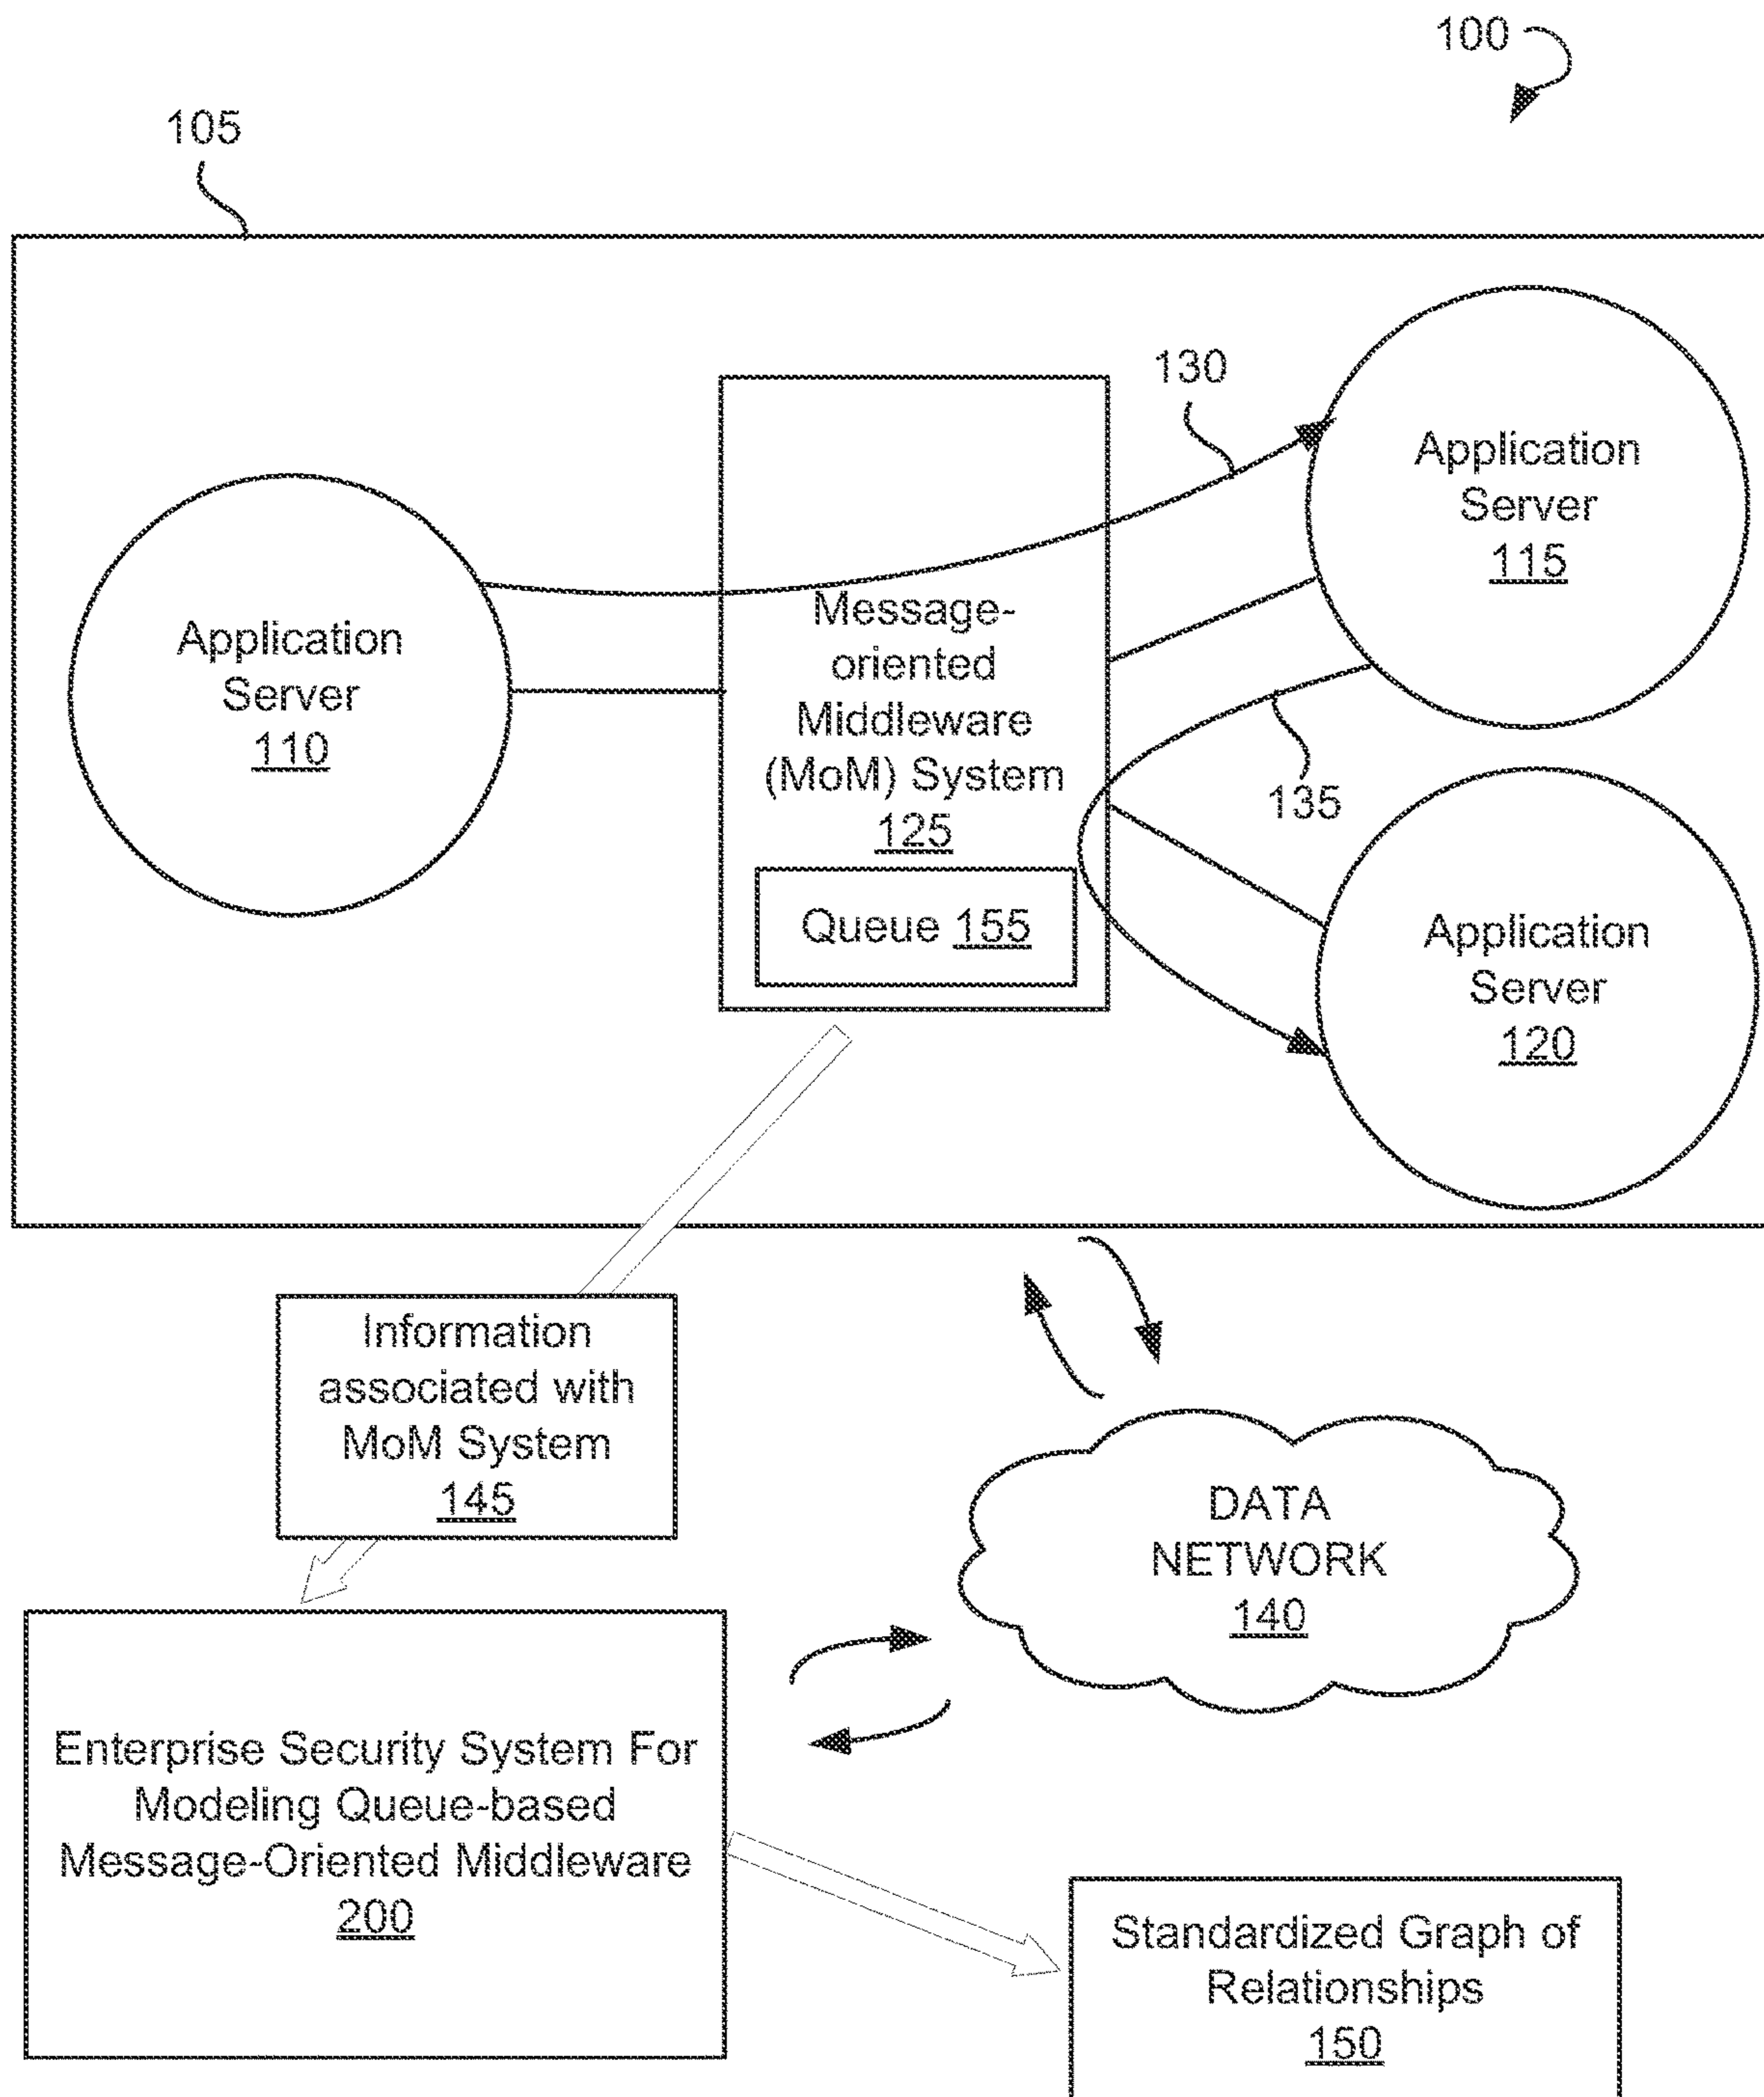 100
105
130
Application
Server
115
Application
Server
110
Message-
oriented
Middleware
(MoM) System
125
135
Queue 155
Application
Server
120
Information
associated with
MoM System
145
DATA
NETWORK
140
Enterprise Security System For
Modeling Queue-based
Message-Oriented Middleware
200
Standardized Graph of
Relationships
150